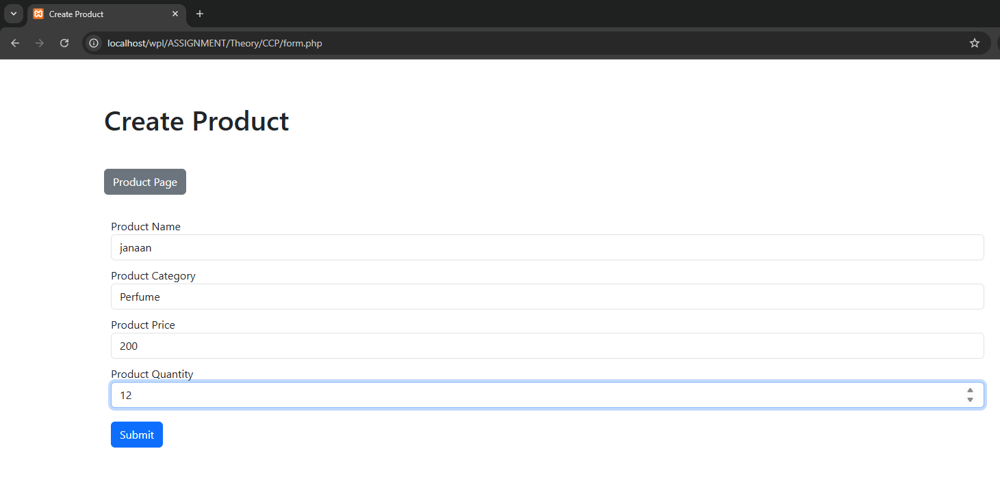 Create Product
localhost/wpl/ASSIGNMENT/Theory/CCP/form.php
Create Product
Product Page
Product Name
janaan
Product Category
Perfume
Product Price
200
Product Quantity
12
Submit